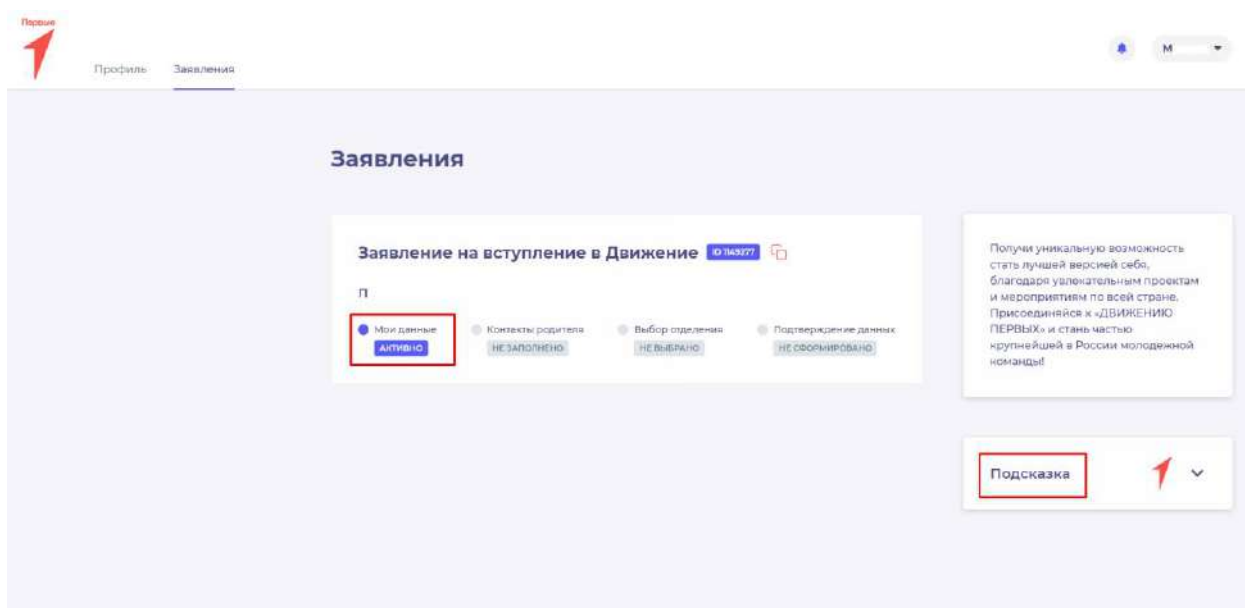 Первые
Профиль Заявления
М
Заявления
Заявление на вступление в Движение ID 1149277
П
Мои данные Контакты родителя Выбор отделения Подтверждение данных
АКТИВНО НЕ ЗАПОЛНЕНО НЕ ВЫБРАНО НЕ СФОРМИРОВАНО
Получи уникальную возможность
стать лучшей версией себя,
благодаря увлекательным проектам
и мероприятиям по всей стране.
Присоединяйся к «ДВИЖЕНИЮ
ПЕРВЫХ» и стань частью
крупнейшей в России молодежной
команды!
Подсказка